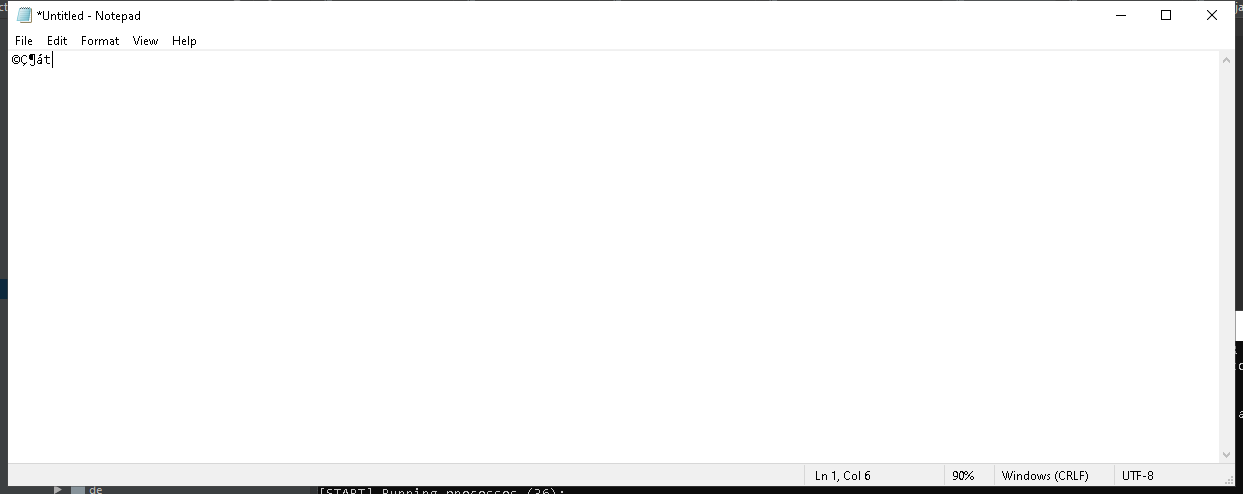 *Untitled - Notepad
File Edit Format View Help
©Ç¶át
Ln 1, Col 6 90% Windows (CRLF) UTF-8
de [START] Running processes (36):